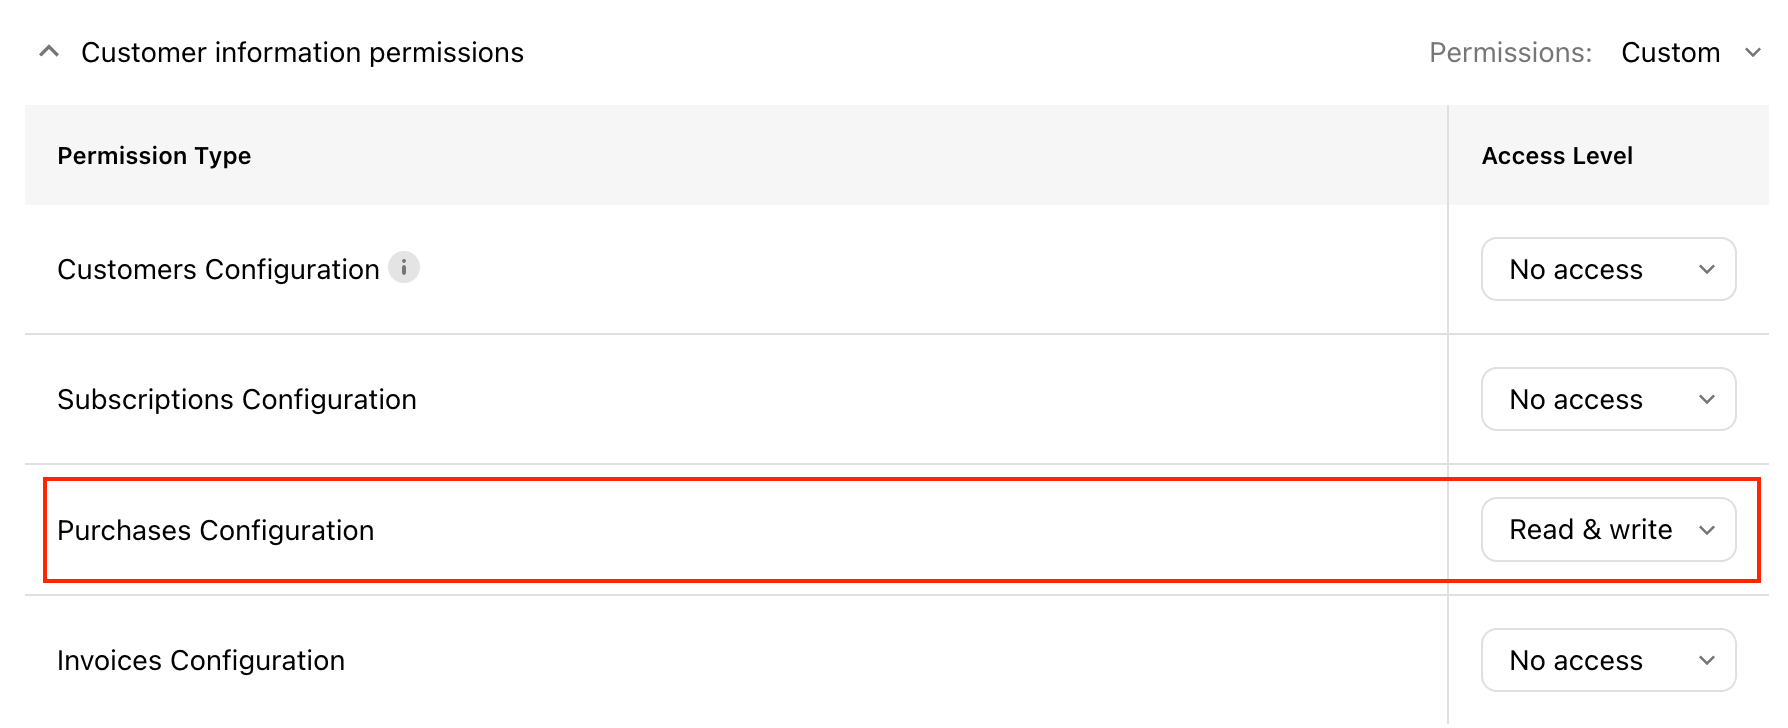 Customer information permissions Permissions: Custom
Permission Type Access Level
Customers Configuration No access
Subscriptions Configuration No access
Purchases Configuration Read & write
Invoices Configuration No access